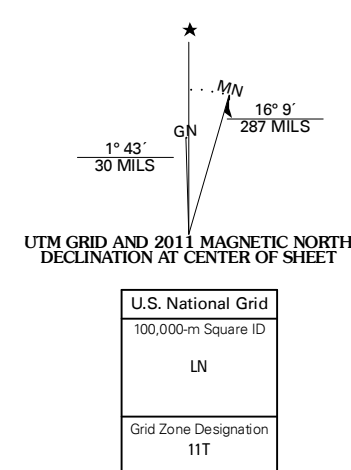 MN
16° 9´
287 MILS
GN
1° 43´
30 MILS
UTM GRID AND 2011 MAGNETIC NORTH
DECLINATION AT CENTER OF SHEET
U.S. National Grid
100,000-m Square ID
LN
Grid Zone Designation
11T